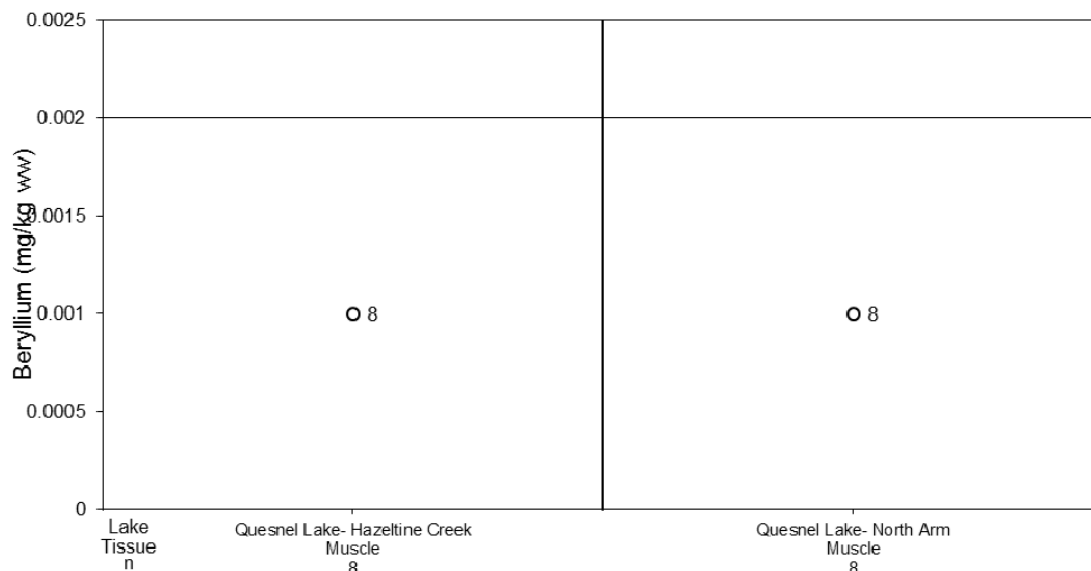 0.0025
0.002
0.0015
0.001
0.0005
0
Beryllium (mg/kg ww)
8
8
Lake Quesnel Lake- Hazeltine Creek Quesnel Lake- North Arm
Tissue Muscle Muscle
n 8 8